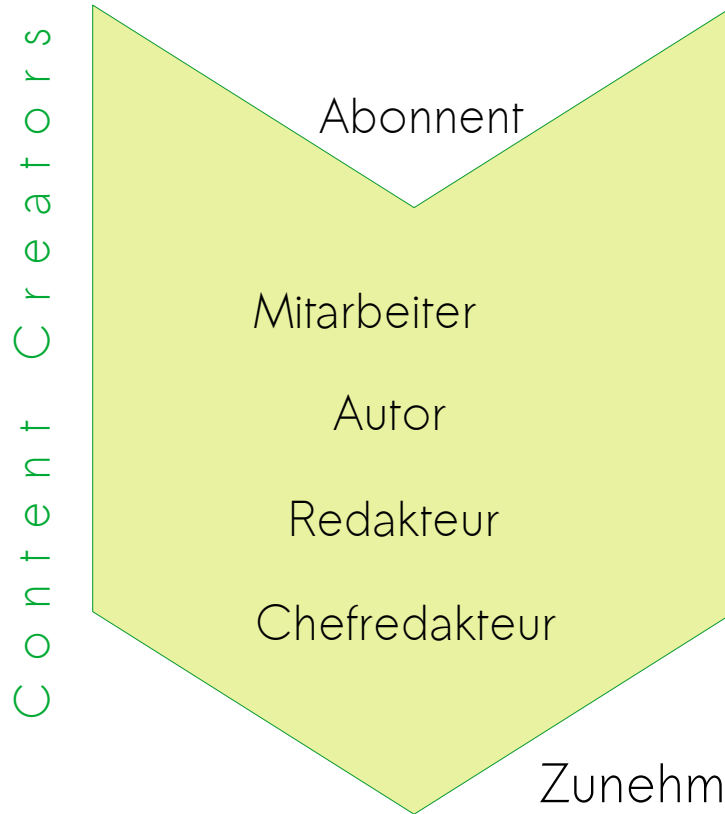 Content Creators
Abonnent
Mitarbeiter
Autor
Redakteur
Chefredakteur
Zunehm